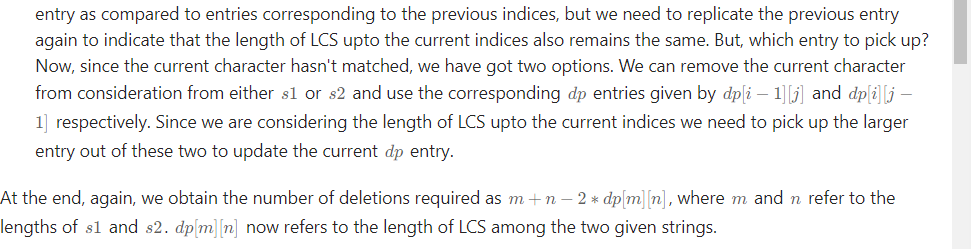 entry as compared to entries corresponding to the previous indices, but we need to replicate the previous entry
again to indicate that the length of LCS upto the current indices also remains the same. But, which entry to pick up?
Now, since the current character hasn't matched, we have got two options. We can remove the current character
from consideration from either s1 or s2 and use the corresponding dp entries given by dp[i − 1][j] and dp[i][j −
1] respectively. Since we are considering the length of LCS upto the current indices we need to pick up the larger
entry out of these two to update the current dp entry.
At the end, again, we obtain the number of deletions required as m + n − 2 ∗ dp[m][n], where m and n refer to the
lengths of s1 and s2. dp[m][n] now refers to the length of LCS among the two given strings.